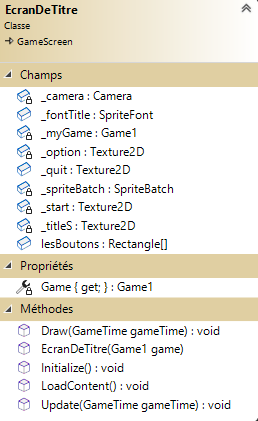 EcranDeTitre
Classe
GameScreen
Champs
_camera : Camera
_fontTitle : SpriteFont
_myGame : Game1
_option : Texture2D
_quit : Texture2D
_spriteBatch : SpriteBatch
_start : Texture2D
_titleS : Texture2D
lesBoutons : Rectangle[]
Propriétés
Game { get; } : Game1
Méthodes
Draw(GameTime gameTime) : void
EcranDeTitre(Game1 game)
Initialize() : void
LoadContent() : void
Update(GameTime gameTime) : void